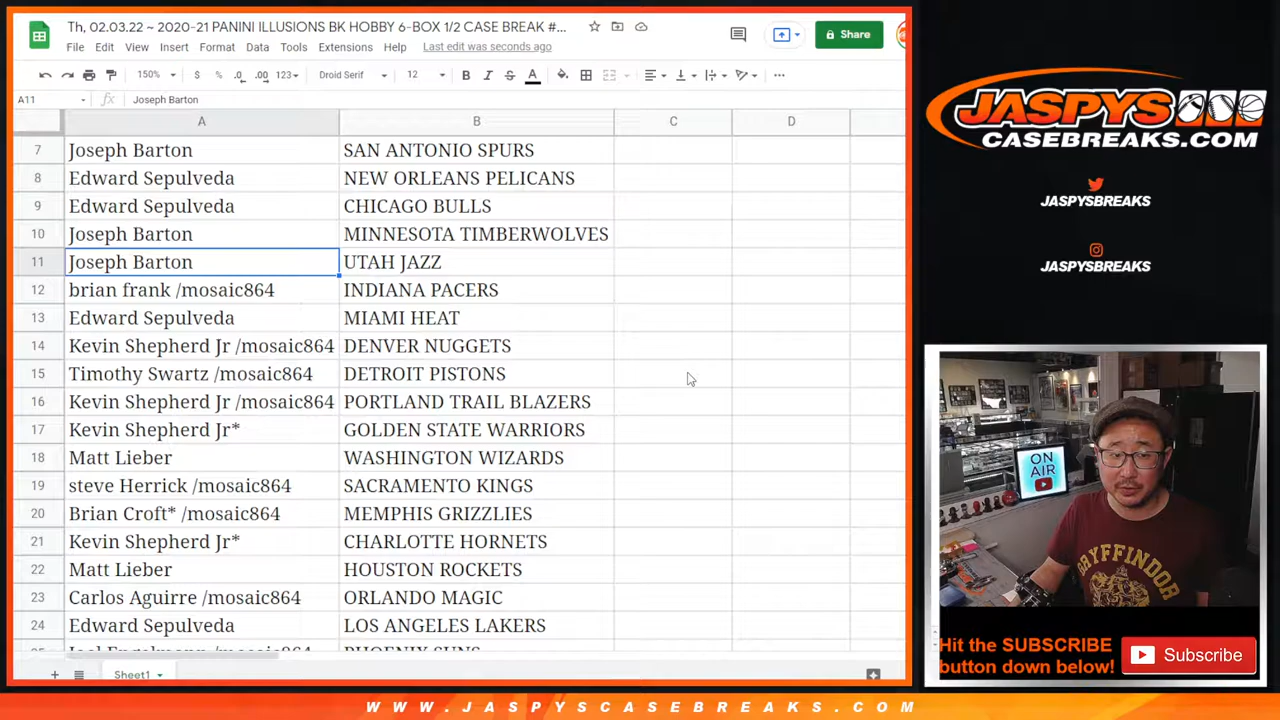 Th, 02.03.22 ~ 2020-21 PANINI ILLUSIONS BK HOBBY 6-BOX 1/2 CASE BREAK #...
File Edit View Insert Format Data Tools Extensions Help Last edit was seconds ago
Share
150% $ % .0 .00 123 Droid Serif 12 B I S A
A11 fx Joseph Barton
A B C D
7 Joseph Barton SAN ANTONIO SPURS
8 Edward Sepulveda NEW ORLEANS PELICANS
9 Edward Sepulveda CHICAGO BULLS
10 Joseph Barton MINNESOTA TIMBERWOLVES
11 Joseph Barton UTAH JAZZ
12 brian frank /mosaic864 INDIANA PACERS
13 Edward Sepulveda MIAMI HEAT
14 Kevin Shepherd Jr /mosaic864 DENVER NUGGETS
15 Timothy Swartz /mosaic864 DETROIT PISTONS
16 Kevin Shepherd Jr /mosaic864 PORTLAND TRAIL BLAZERS
17 Kevin Shepherd Jr* GOLDEN STATE WARRIORS
18 Matt Lieber WASHINGTON WIZARDS
19 steve Herrick /mosaic864 SACRAMENTO KINGS
20 Brian Croft* /mosaic864 MEMPHIS GRIZZLIES
21 Kevin Shepherd Jr* CHARLOTTE HORNETS
22 Matt Lieber HOUSTON ROCKETS
23 Carlos Aguirre /mosaic864 ORLANDO MAGIC
24 Edward Sepulveda LOS ANGELES LAKERS
Sheet1
JASPYS
CASEBREAKS.COM
JASPYSBREAKS
JASPYSBREAKS
ON
AIR
GRYFFINDOR
Hit the SUBSCRIBE
button down below!
Subscribe
WWW.JASPYSCASEBREAKS.COM